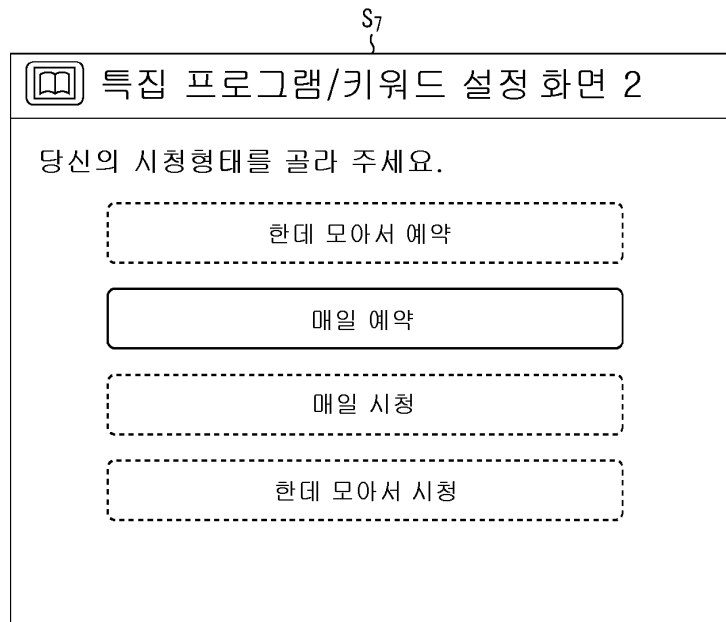 S7
특집 프로그램/키워드 설정 화면 2
당신의 시청형태를 골라 주세요.
한데 모아서 예약
매일 예약
매일 시청
한데 모아서 시청